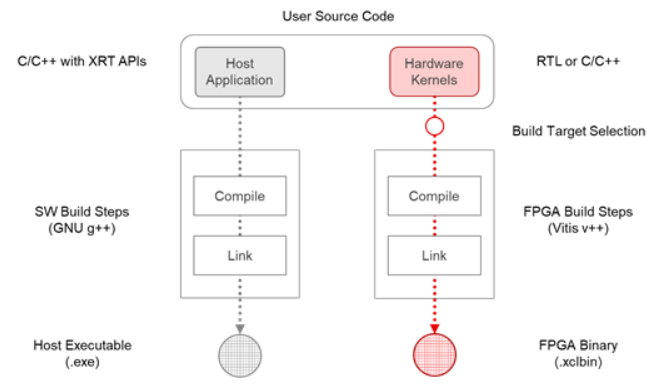 User Source Code
C/C++ with XRT APIs
Host
Application
Hardware
Kernels
RTL or C/C++
Build Target Selection
SW Build Steps
(GNU g++)
Compile
Link
Compile
Link
FPGA Build Steps
(Vitis v++)
Host Executable
(.exe)
FPGA Binary
(.xclbin)